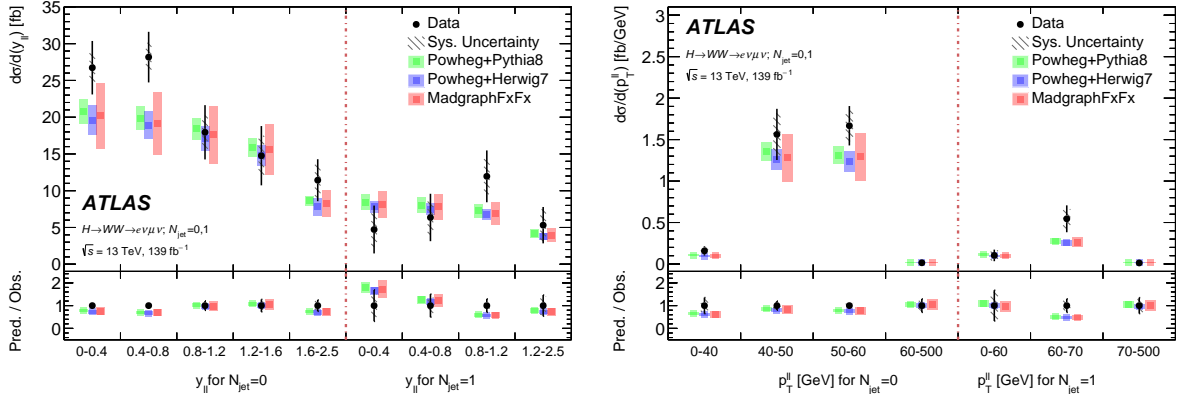 dσ/d(y_ll) [fb]
35
30
25
20
15
10
5
0
Data
Sys. Uncertainty
Powheg+Pythia8
Powheg+Herwig7
MadgraphFxFx
ATLAS
H→WW→eνμν; N_jet=0,1
√s = 13 TeV, 139 fb⁻¹
Pred. / Obs.
2
1
0
0-0.4 0.4-0.8 0.8-1.2 1.2-1.6 1.6-2.5 0-0.4 0.4-0.8 0.8-1.2 1.2-2.5
y_ll for N_jet=0 y_ll for N_jet=1
dσ/d(p_T^ll) [fb/GeV]
3
2.5
2
1.5
1
0.5
0
ATLAS
H→WW→eνμν; N_jet=0,1
√s = 13 TeV, 139 fb⁻¹
Data
Sys. Uncertainty
Powheg+Pythia8
Powheg+Herwig7
MadgraphFxFx
Pred. / Obs.
2
1
0
0-40 40-50 50-60 60-500 0-60 60-70 70-500
p_T^ll [GeV] for N_jet=0 p_T^ll [GeV] for N_jet=1